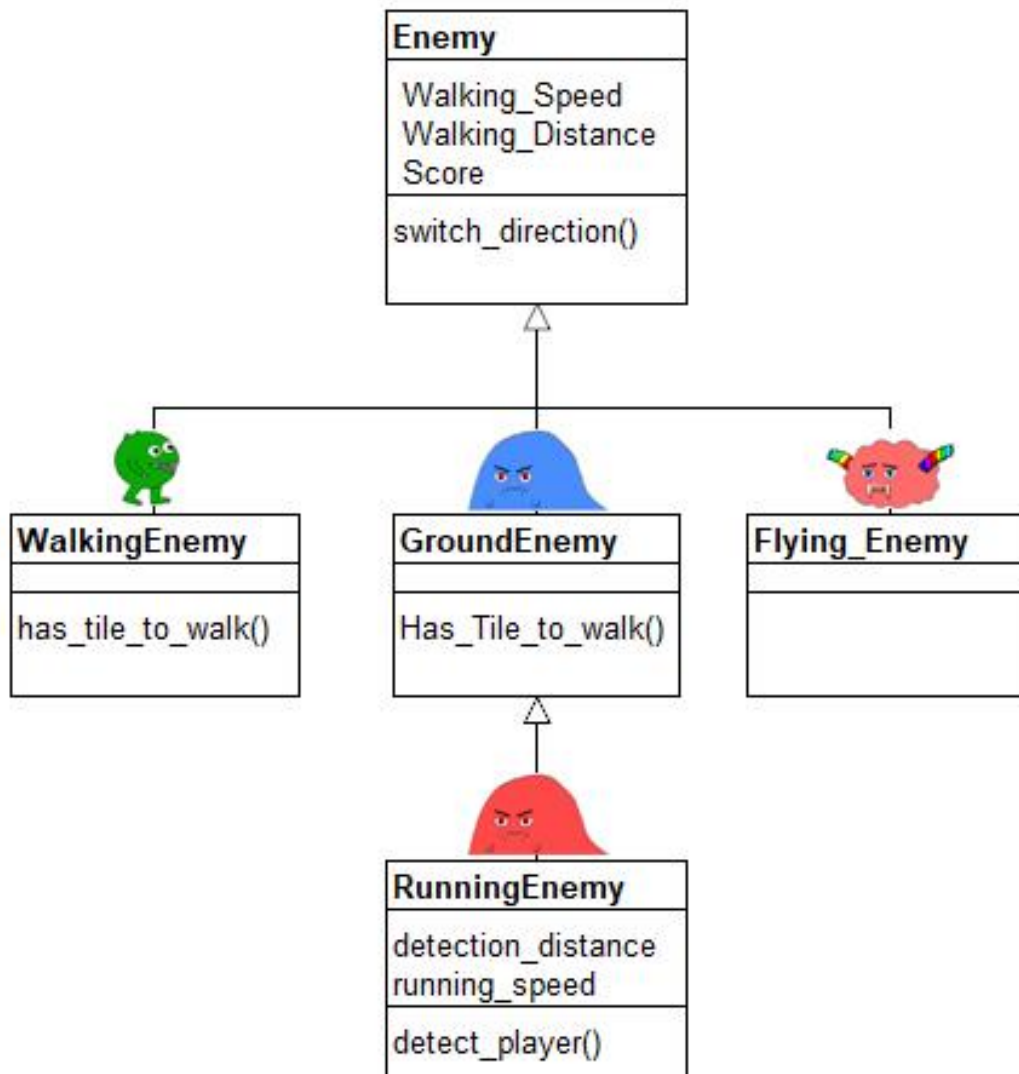 Enemy
Walking_Speed
Walking_Distance
Score
switch_direction()
WalkingEnemy
has_tile_to_walk()
GroundEnemy
Has_Tile_to_walk()
Flying_Enemy
RunningEnemy
detection_distance
running_speed
detect_player()